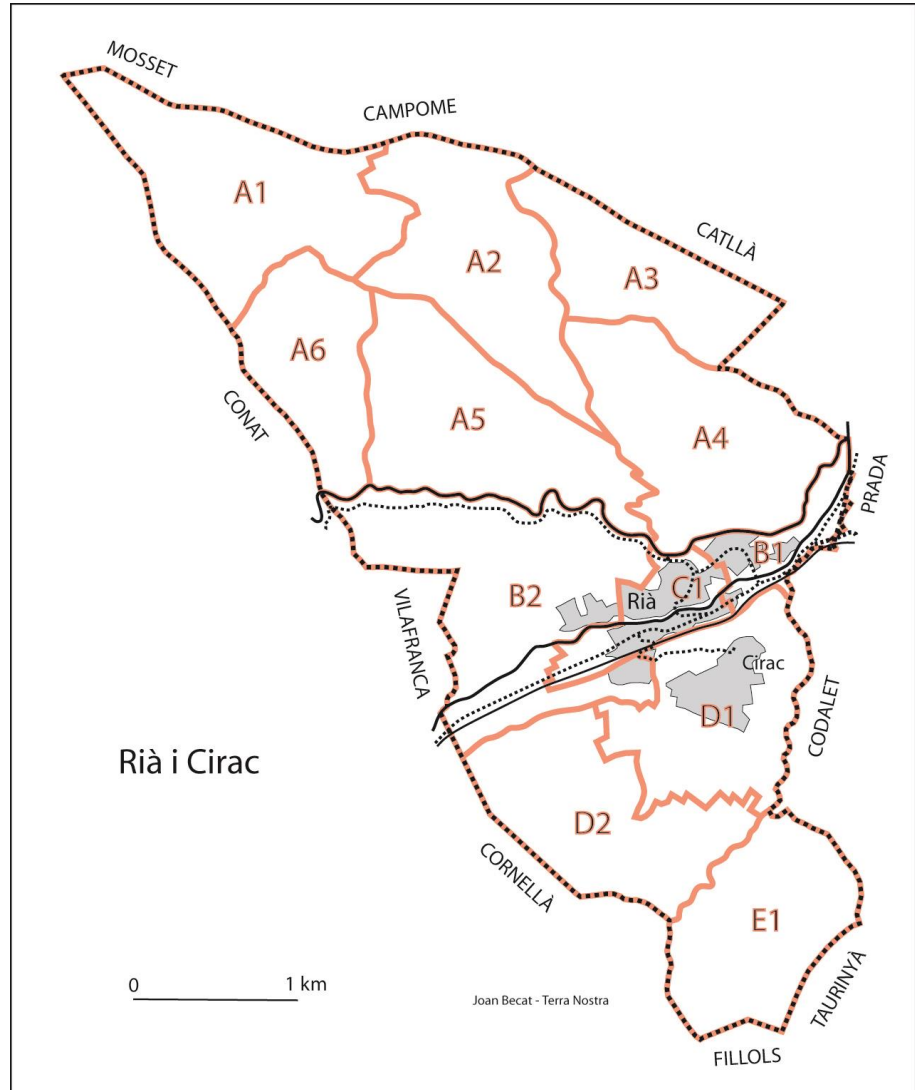 MOSSET
CAMPOME
A1
CATLLÀ
A2
A3
A6
CONAT
A5
A4
PRADA
B1
B2
Rià
C1
VILAFRANCA
Cirac
CODALET
D1
Rià i Cirac
D2
CORNELLÀ
E1
TAURINYÀ
0
1 km
Joan Becat - Terra Nostra
FILLOLS